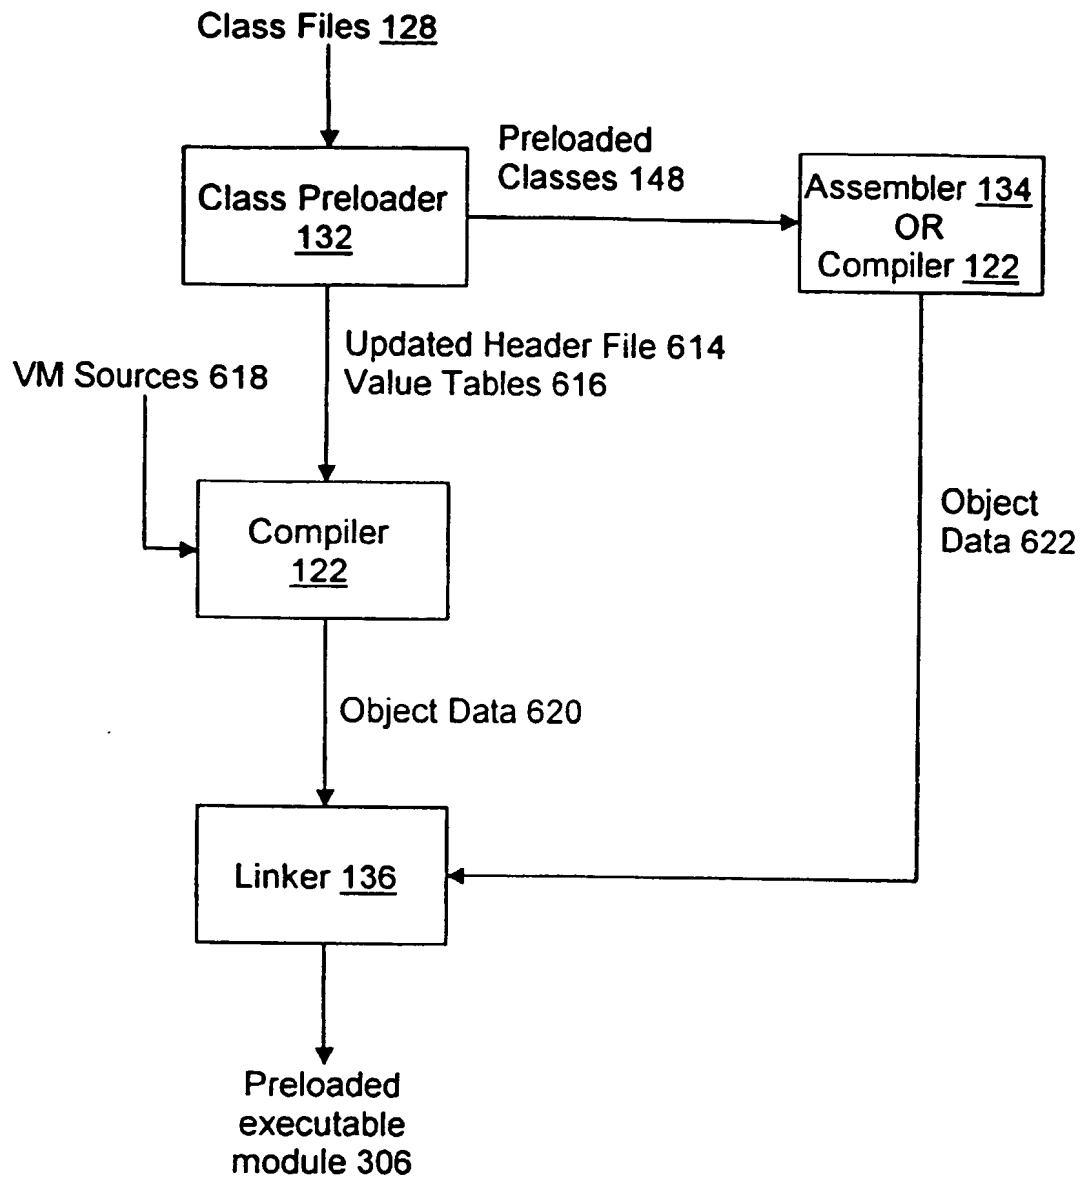 Class Files 128
Preloaded
Classes 148
Class Preloader
132
Assembler 134
OR
Compiler 122
Updated Header File 614
Value Tables 616
VM Sources 618
Compiler
122
Object
Data 622
Object Data 620
Linker 136
Preloaded
executable
module 306